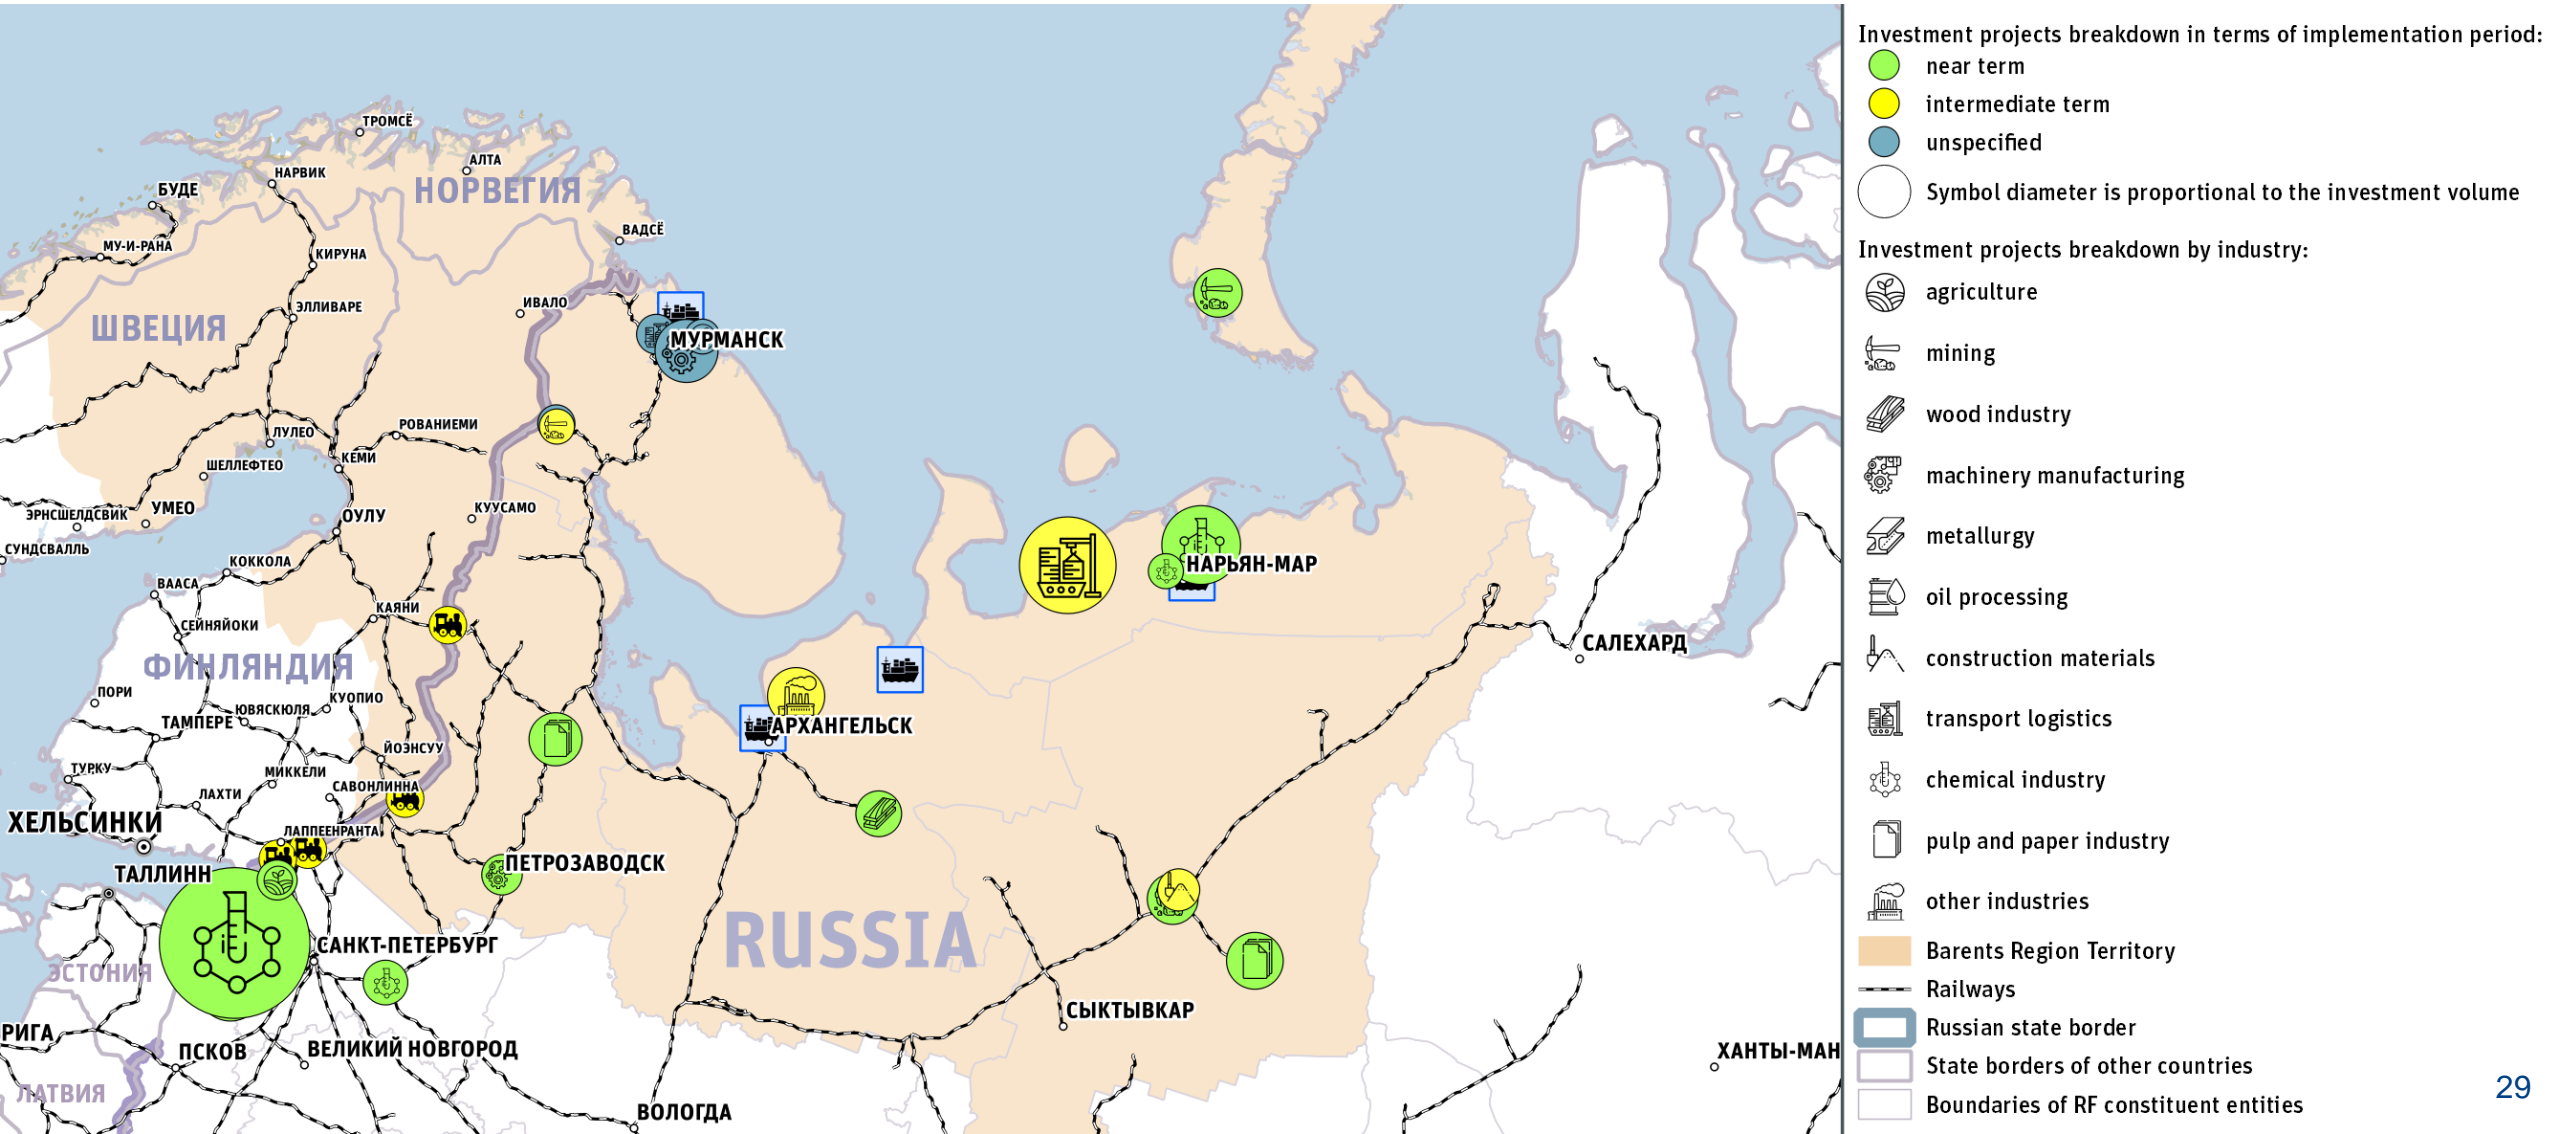 ТРОМСЁ
АЛТА
НАРВИК
БУДЕ
НОРВЕГИЯ
ВАДСЁ
МУ-И-РАНА
КИРУНА
ИВАЛО
ЭЛЛИВАРЕ
ШВЕЦИЯ
МУРМАНСК
РОВАНИЕМИ
ЛУЛЕО
КЕМИ
ШЕЛЛЕФТЕО
КУУСАМО
УМЕО
ЭРНСШЕЛДСВИК
ОУЛУ
СУНДСВАЛЛЬ
КОККОЛА
НАРЬЯН-МАР
ВААСА
КАЯНИ
СЕЙНЯЙОКИ
САЛЕХАРД
ФИНЛЯНДИЯ
ПОРИ
КУОПИО
ЮВЯСКЮЛЯ
ТАМПЕРЕ
АРХАНГЕЛЬСК
ЙОЭНСУУ
ТУРКУ
МИККЕЛИ
САВОНЛИННА
ЛАХТИ
ХЕЛЬСИНКИ
ЛАППЕЕНРАНТА
ПЕТРОЗАВОДСК
ТАЛЛИНН
RUSSIA
САНКТ-ПЕТЕРБУРГ
ЭСТОНИЯ
СЫКТЫВКАР
РИГА
ПСКОВ
ВЕЛИКИЙ НОВГОРОД
ХАНТЫ-МАН
ЛАТВИЯ
ВОЛОГДА
Investment projects breakdown in terms of implementation period:
near term
intermediate term
unspecified
Symbol diameter is proportional to the investment volume
Investment projects breakdown by industry:
agriculture
mining
wood industry
machinery manufacturing
metallurgy
oil processing
construction materials
transport logistics
chemical industry
pulp and paper industry
other industries
Barents Region Territory
Railways
Russian state border
State borders of other countries
Boundaries of RF constituent entities
29